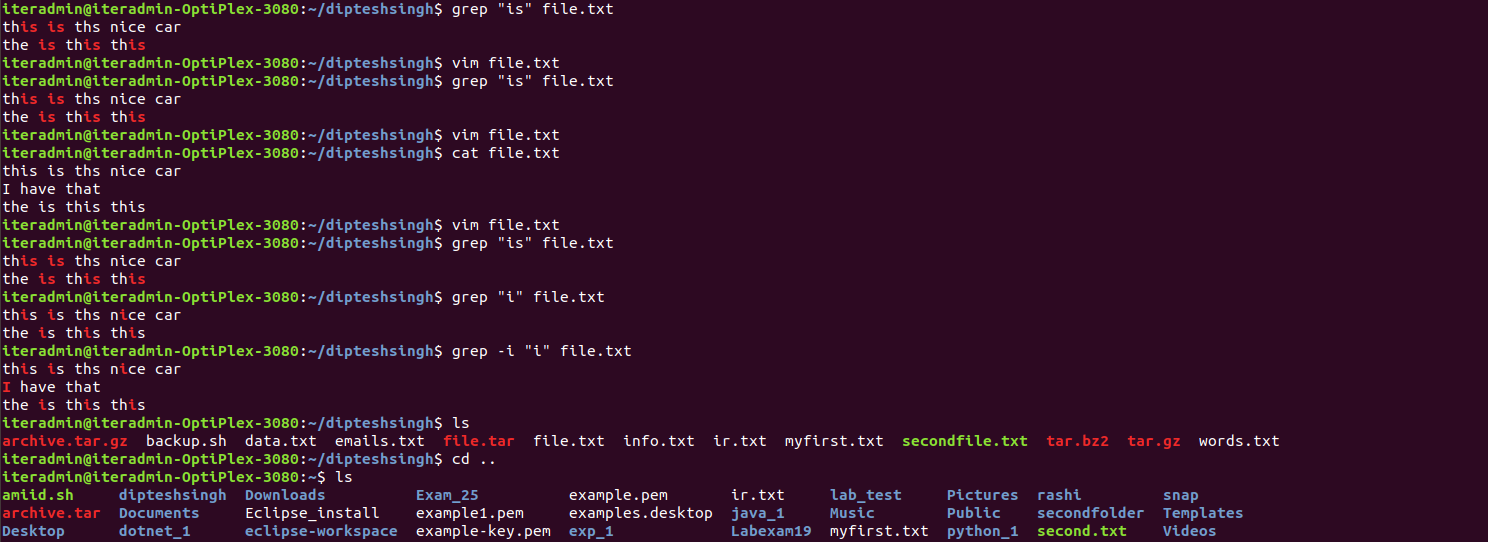 iteradmin@iteradmin-OptiPlex-3080:~/dipteshsingh$ grep "is" file.txt
this is ths nice car
the is this this
iteradmin@iteradmin-OptiPlex-3080:~/dipteshsingh$ vim file.txt
iteradmin@iteradmin-OptiPlex-3080:~/dipteshsingh$ grep "is" file.txt
this is ths nice car
the is this this
iteradmin@iteradmin-OptiPlex-3080:~/dipteshsingh$ vim file.txt
iteradmin@iteradmin-OptiPlex-3080:~/dipteshsingh$ cat file.txt
this is ths nice car
I have that
the is this this
iteradmin@iteradmin-OptiPlex-3080:~/dipteshsingh$ vim file.txt
iteradmin@iteradmin-OptiPlex-3080:~/dipteshsingh$ grep "is" file.txt
this is ths nice car
the is this this
iteradmin@iteradmin-OptiPlex-3080:~/dipteshsingh$ grep "i" file.txt
this is ths nice car
the is this this
iteradmin@iteradmin-OptiPlex-3080:~/dipteshsingh$ grep -i "i" file.txt
this is ths nice car
I have that
the is this this
iteradmin@iteradmin-OptiPlex-3080:~/dipteshsingh$ ls
archive.tar.gz backup.sh data.txt emails.txt file.tar file.txt info.txt ir.txt myfirst.txt secondfile.txt tar.bz2 tar.gz words.txt
iteradmin@iteradmin-OptiPlex-3080:~/dipteshsingh$ cd ..
iteradmin@iteradmin-OptiPlex-3080:~$ ls
amlid.sh dipteshsingh Downloads Exam_25 example.pem ir.txt lab_test Pictures rashi snap
archive.tar Documents Eclipse_install example1.pem examples.desktop java_1 Music Public secondfolder Templates
Desktop dotnet_1 eclipse-workspace example-key.pem exp_1 Labexam19 myfirst.txt python_1 second.txt Videos